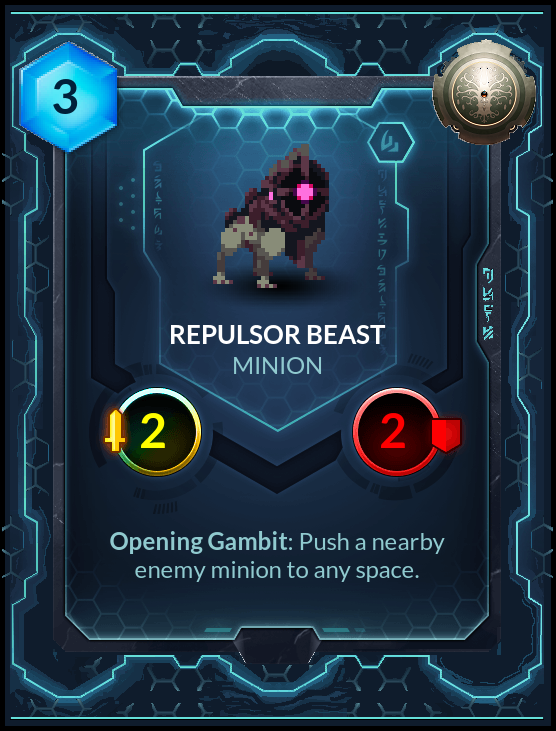 3
REPULSOR BEAST
MINION
2
2
Opening Gambit: Push a nearby
enemy minion to any space.